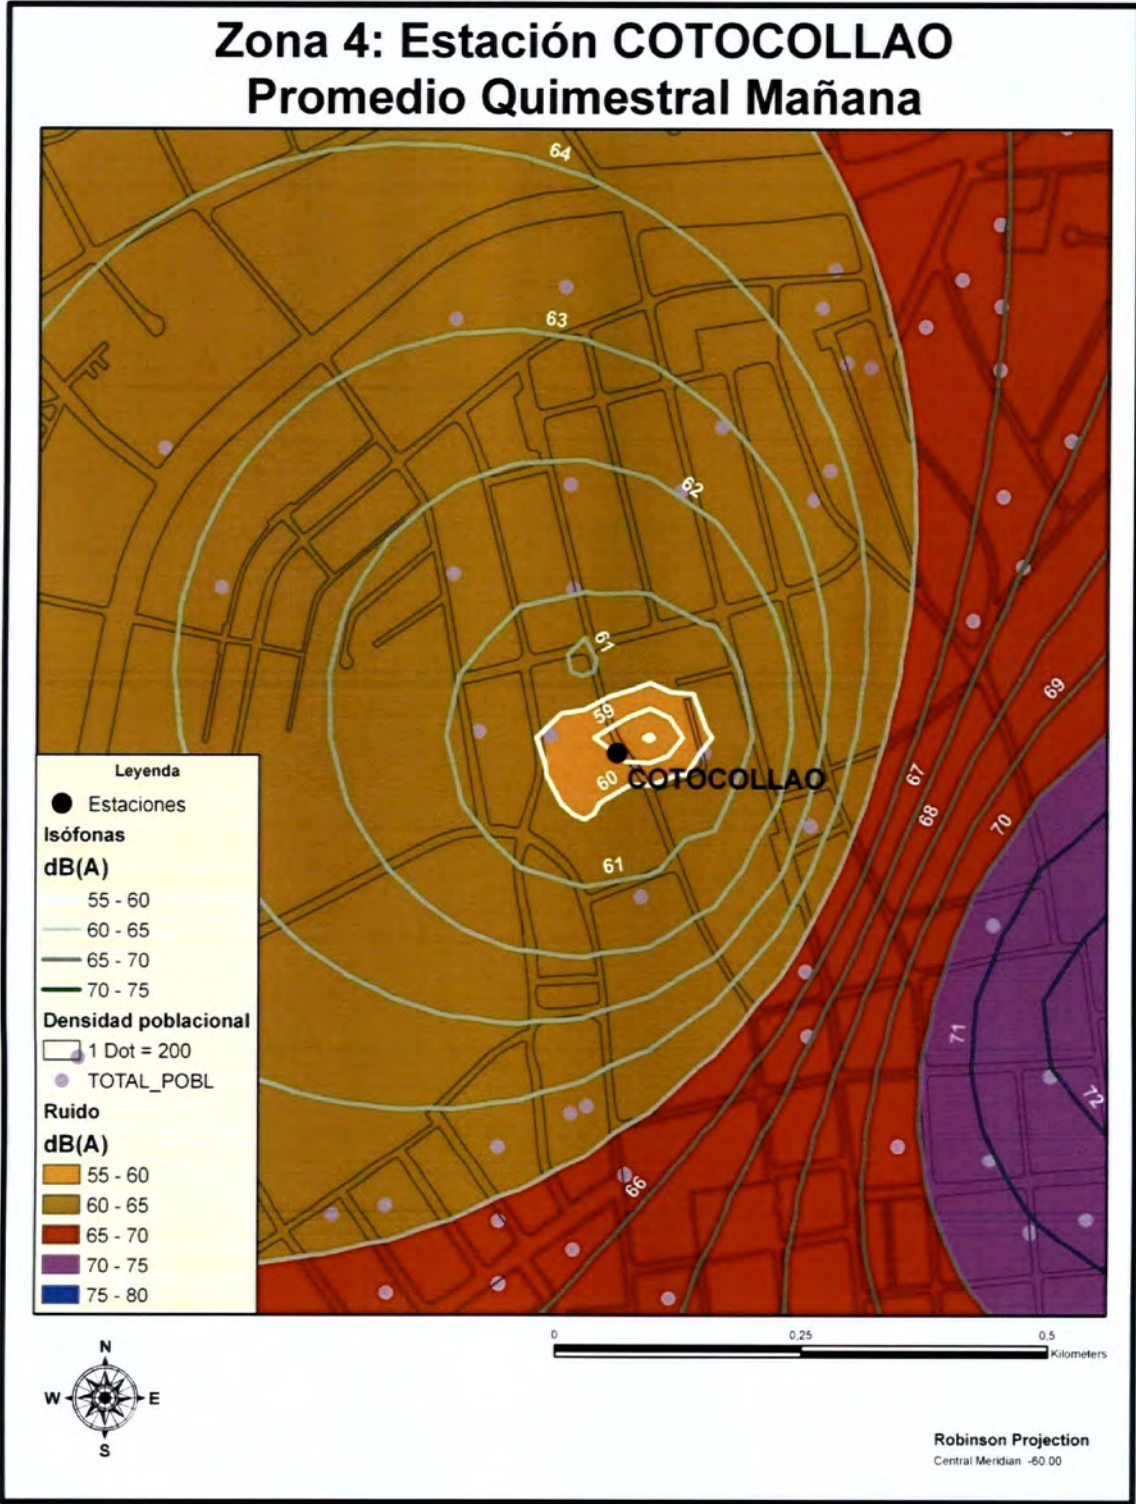 Zona 4: Estación COTOCOLLAO
Promedio Quimestral Mañana
64
63
62
61
59
60
COTOCOLLAO
61
67
68
69
70
71
72
66
Leyenda
Estaciones
Isófonas
dB(A)
55 - 60
60 - 65
65 - 70
70 - 75
Densidad poblacional
1 Dot = 200
TOTAL_POBL
Ruido
dB(A)
55 - 60
60 - 65
65 - 70
70 - 75
75 - 80
N
W E
S
0 0,25 0,5
Kilometers
Robinson Projection
Central Meridian -60.00